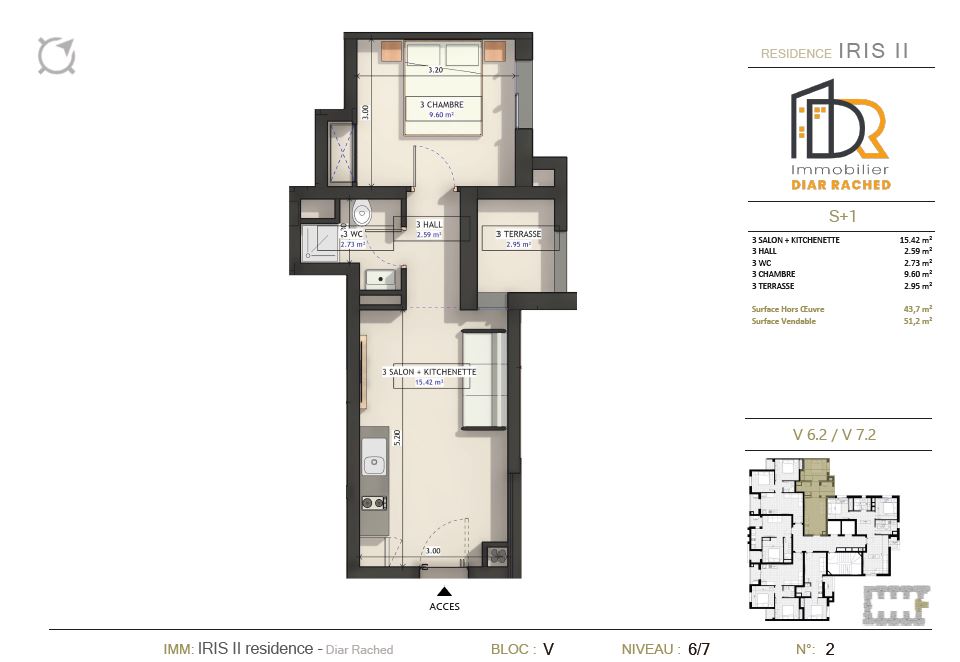 RESIDENCE IRIS II
Immobilier
DIAR RACHED
S+1
3 SALON + KITCHENETTE 15.42 m²
3 HALL 2.59 m²
3 WC 2.73 m²
3 CHAMBRE 9.60 m²
3 TERRASSE 2.95 m²
Surface Hors Œuvre 43,7 m²
Surface Vendable 51,2 m²
V 6.2 / V 7.2
3.20
3.00
3 CHAMBRE
9.60 m²
3 HALL
2.59 m²
3 WC
2.73 m²
3 TERRASSE
2.95 m²
3 SALON + KITCHENETTE
15.42 m²
5.20
3.00
ACCES
IMM: IRIS II residence - Diar Rached BLOC : V NIVEAU : 6/7 N°: 2